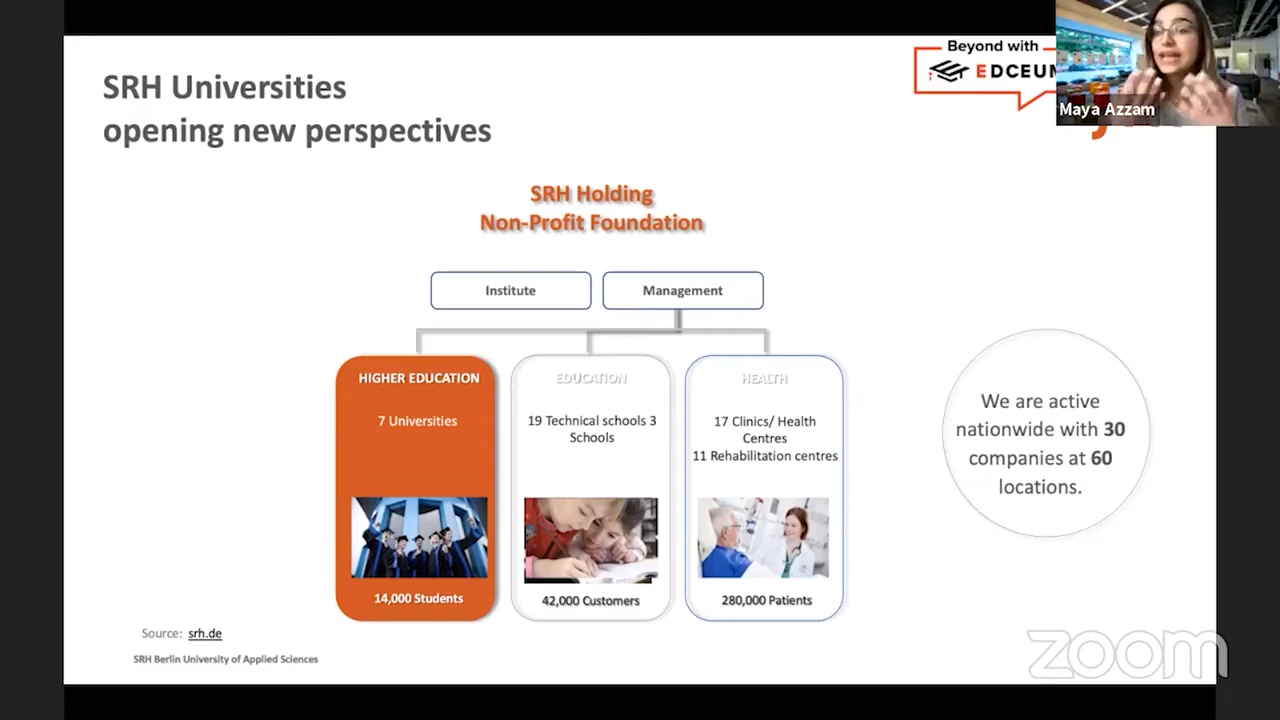 SRH Universities
opening new perspectives
Beyond with
EDCEUM
Maya Azzam
SRH Holding
Non-Profit Foundation
Institute
Management
HIGHER EDUCATION
7 Universities
14,000 Students
EDUCATION
19 Technical schools 3
Schools
42,000 Customers
HEALTH
17 Clinics/ Health
Centres
11 Rehabilitation centres
280,000 Patients
We are active
nationwide with 30
companies at 60
locations.
Source: srh.de
SRH Berlin University of Applied Sciences
zoom